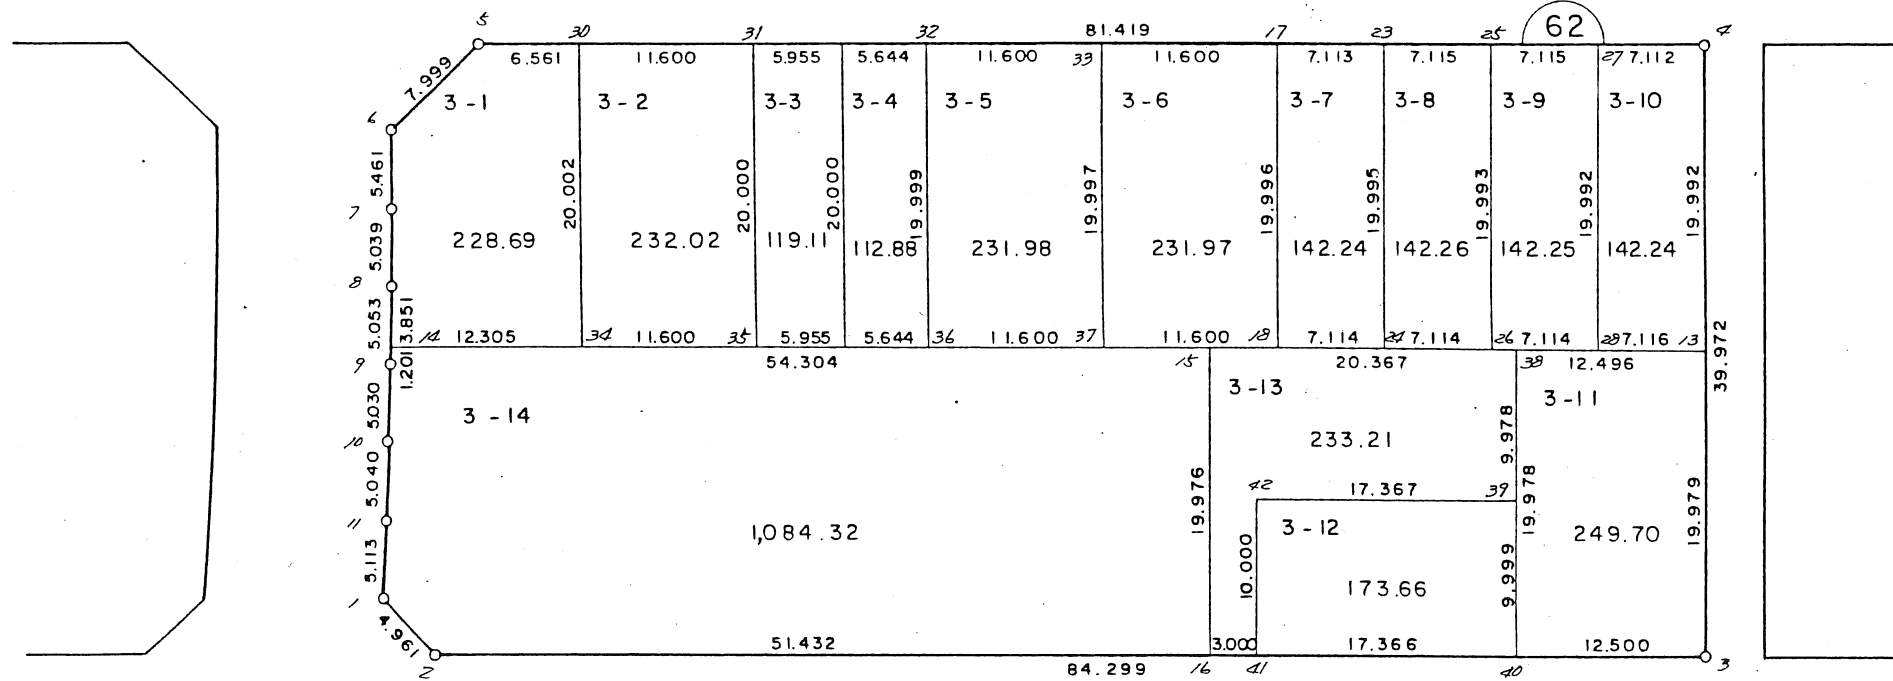 5 30 31 32 81.419 17 23 25 62 4
6.561 11.600 5.955 5.644 11.600 33 11.600 7.113 7.115 7.115 27 7.112
7.999
3-1 3-2 3-3 3-4 3-5 3-6 3-7 3-8 3-9 3-10
6
5.461 20.002 20.000 20.000 19.999 19.997 19.996 19.995 19.993 19.992 19.992
7
228.69 232.02 119.11 112.88 231.98 231.97 142.24 142.26 142.25 142.24
5.039
8
5.053 3.851
14 12.305 34 11.600 35 5.955 5.644 36 11.600 37 11.600 18 7.114 24 7.114 26 7.114 28 7.116 13
39.972
9 1.201 54.304 15 20.367 38 12.496
3-13 3-11
5.030 3-14
10 233.21 9.978
5.040 19.976 42 17.367 39 19.978 19.979
11 1,084.32 3-12 249.70
5.113 10.000 9.999
173.66
1
4.961 51.432 3.000 17.366 12.500
2 84.299 16 41 40 3